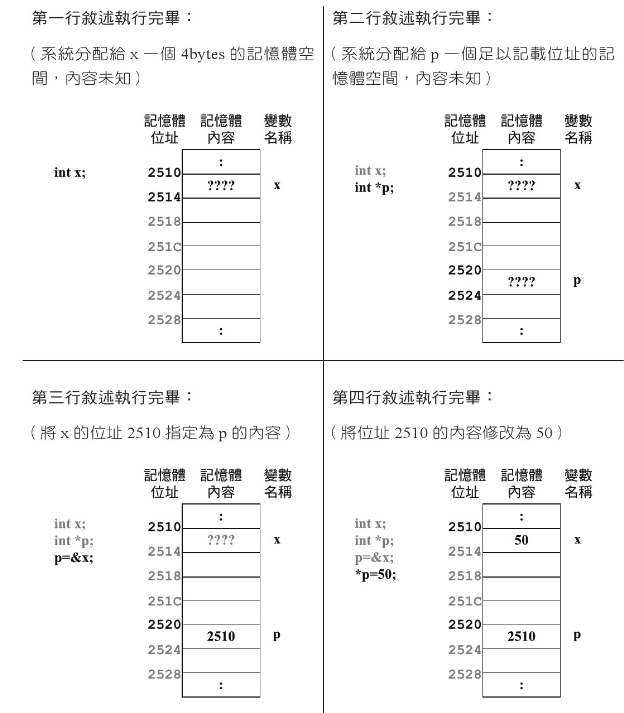 第一行敘述執行完畢：
（系統分配給 x 一個 4bytes 的記憶體空
間，內容未知）
記憶體 記憶體 變數
位址 內容 名稱
:
int x; 2510
???? x
2514
2518
251C
2520
2524
2528
:
第二行敘述執行完畢：
（系統分配給 p 一個足以記載位址的記
憶體空間，內容未知）
記憶體 記憶體 變數
位址 內容 名稱
:
int x; 2510
int *p; ???? x
2514
2518
251C
2520
???? p
2524
2528
:
第三行敘述執行完畢：
（將 x 的位址 2510 指定為 p 的內容）
記憶體 記憶體 變數
位址 內容 名稱
:
int x; 2510
int *p; ???? x
p=&x; 2514
2518
251C
2520
2510 p
2524
2528
:
第四行敘述執行完畢：
（將位址 2510 的內容修改為 50）
記憶體 記憶體 變數
位址 內容 名稱
:
int x; 2510
int *p; 50 x
p=&x; 2514
*p=50; 2518
251C
2520
2510 p
2524
2528
: